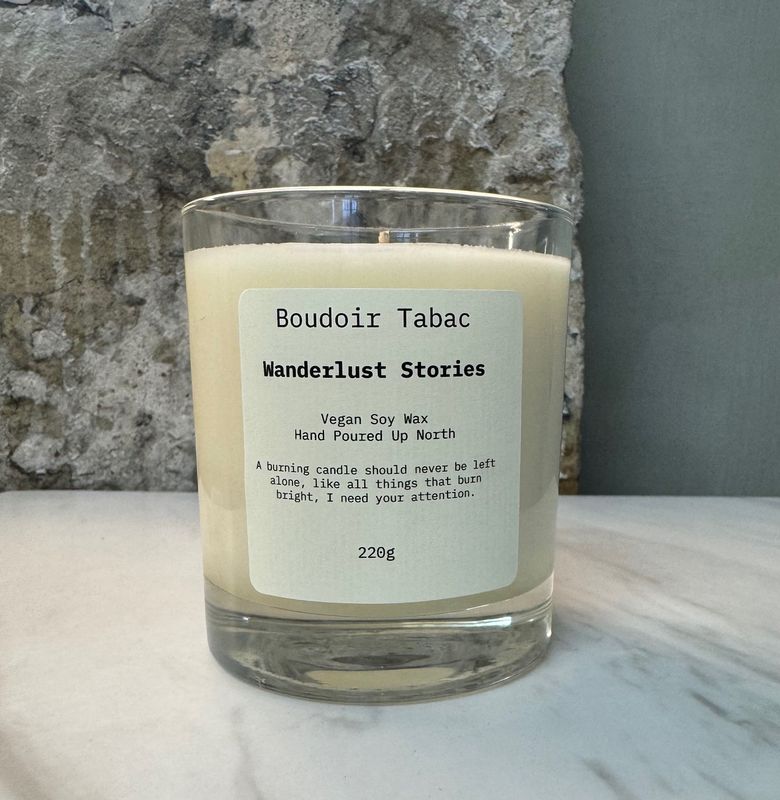 Boudoir Tabac
Wanderlust Stories
Vegan Soy Wax
Hand Poured Up North
A burning candle should never be left
alone, like all things that burn
bright, I need your attention.
220g